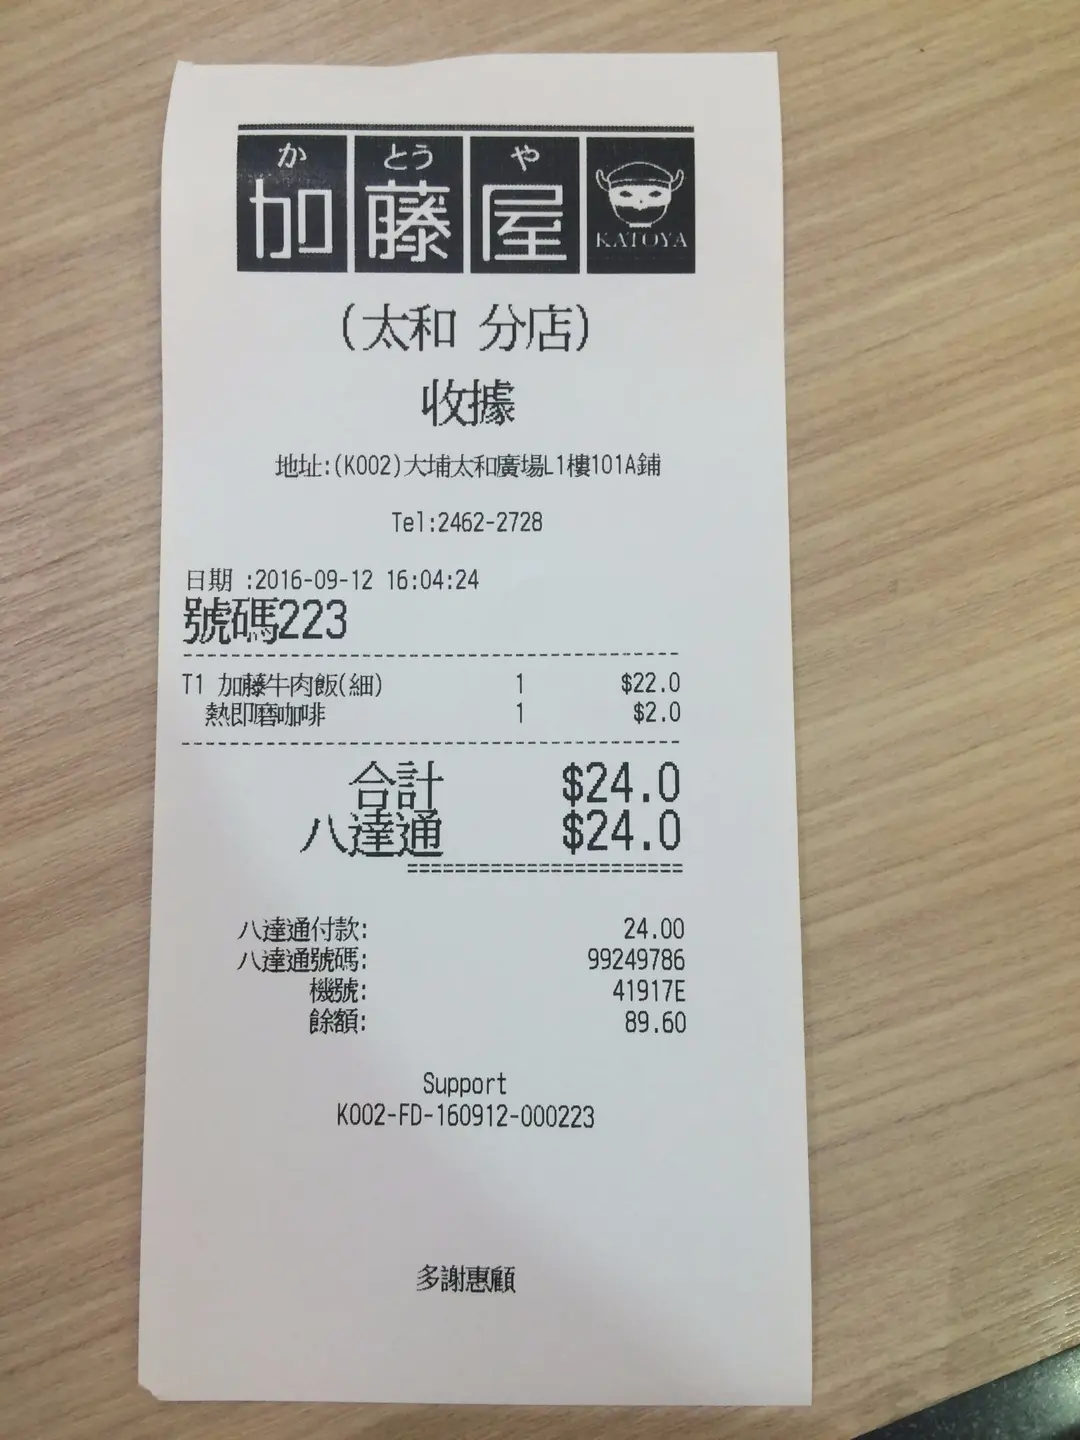 か とう や
加藤屋
KATOYA
(太和 分店)
收據
地址:(K002)大埔太和廣場L1樓101A鋪
Tel:2462-2728
日期 :2016-09-12 16:04:24
號碼223
T1 加藤牛肉飯(細) 1 $22.0
熱即磨咖啡 1 $2.0
合計 $24.0
八達通 $24.0
八達通付款: 24.00
八達通號碼: 99249786
機號: 41917E
餘額: 89.60
Support
K002-FD-160912-000223
多謝惠顧